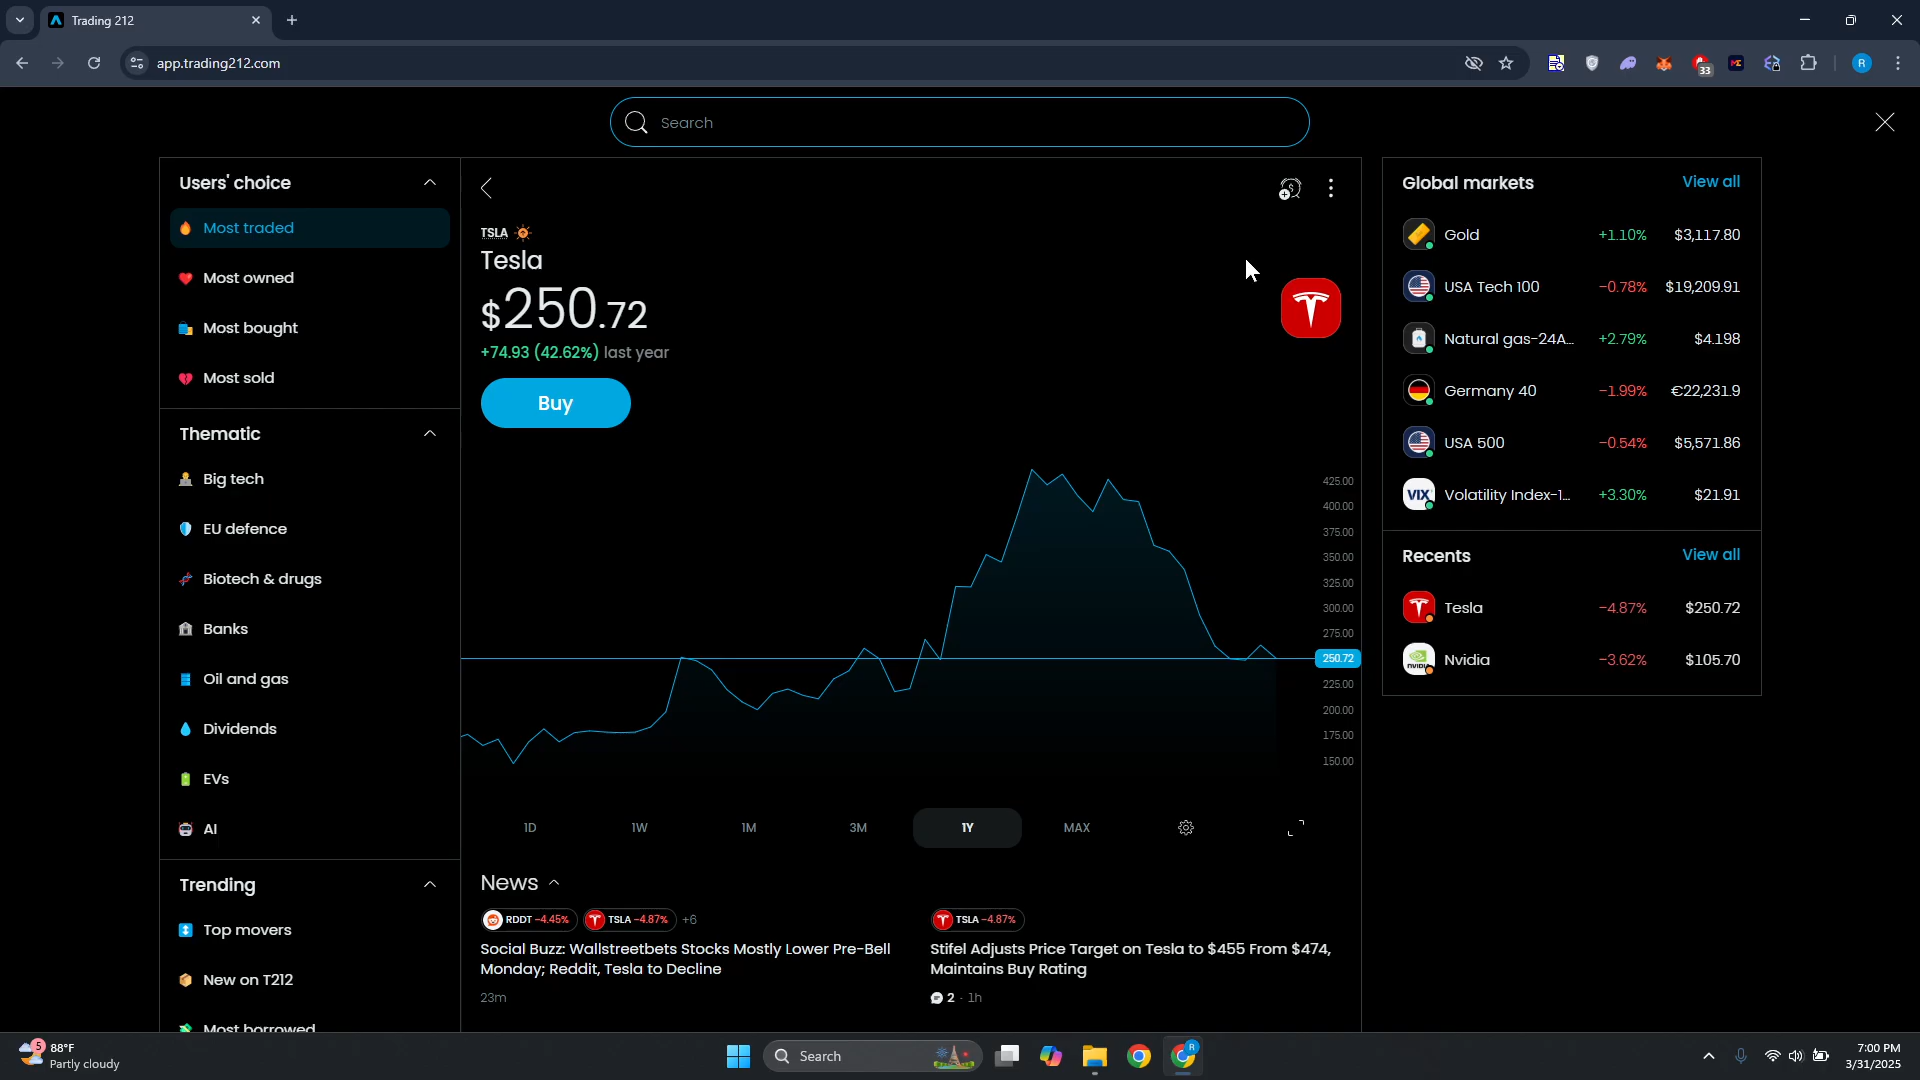 Trading 212
app.trading212.com
33
R
Search
Users' choice
Most traded
Most owned
Most bought
Most sold
Thematic
Big tech
EU defence
Biotech & drugs
Banks
Oil and gas
Dividends
EVs
AI
Trending
Top movers
New on T212
Most borrowed
TSLA
Tesla
$250.72
+74.93 (42.62%) last year
Buy
425.00
400.00
375.00
350.00
325.00
300.00
275.00
250.72
225.00
200.00
175.00
150.00
1D 1W 1M 3M 1Y MAX
News
RDDT -4.45% TSLA -4.87% +6
Social Buzz: Wallstreetbets Stocks Mostly Lower Pre-Bell
Monday; Reddit, Tesla to Decline
23m
TSLA -4.87%
Stifel Adjusts Price Target on Tesla to $455 From $474,
Maintains Buy Rating
2 · 1h
Global markets View all
Gold +1.10% $3,117.80
USA Tech 100 -0.78% $19,209.91
Natural gas-24A... +2.79% $4.198
Germany 40 -1.99% €22,231.9
USA 500 -0.54% $5,571.86
VIX Volatility Index-1... +3.30% $21.91
Recents View all
Tesla -4.87% $250.72
Nvidia -3.62% $105.70
5
88°F
Partly cloudy
Search
R
7:00 PM
3/31/2025